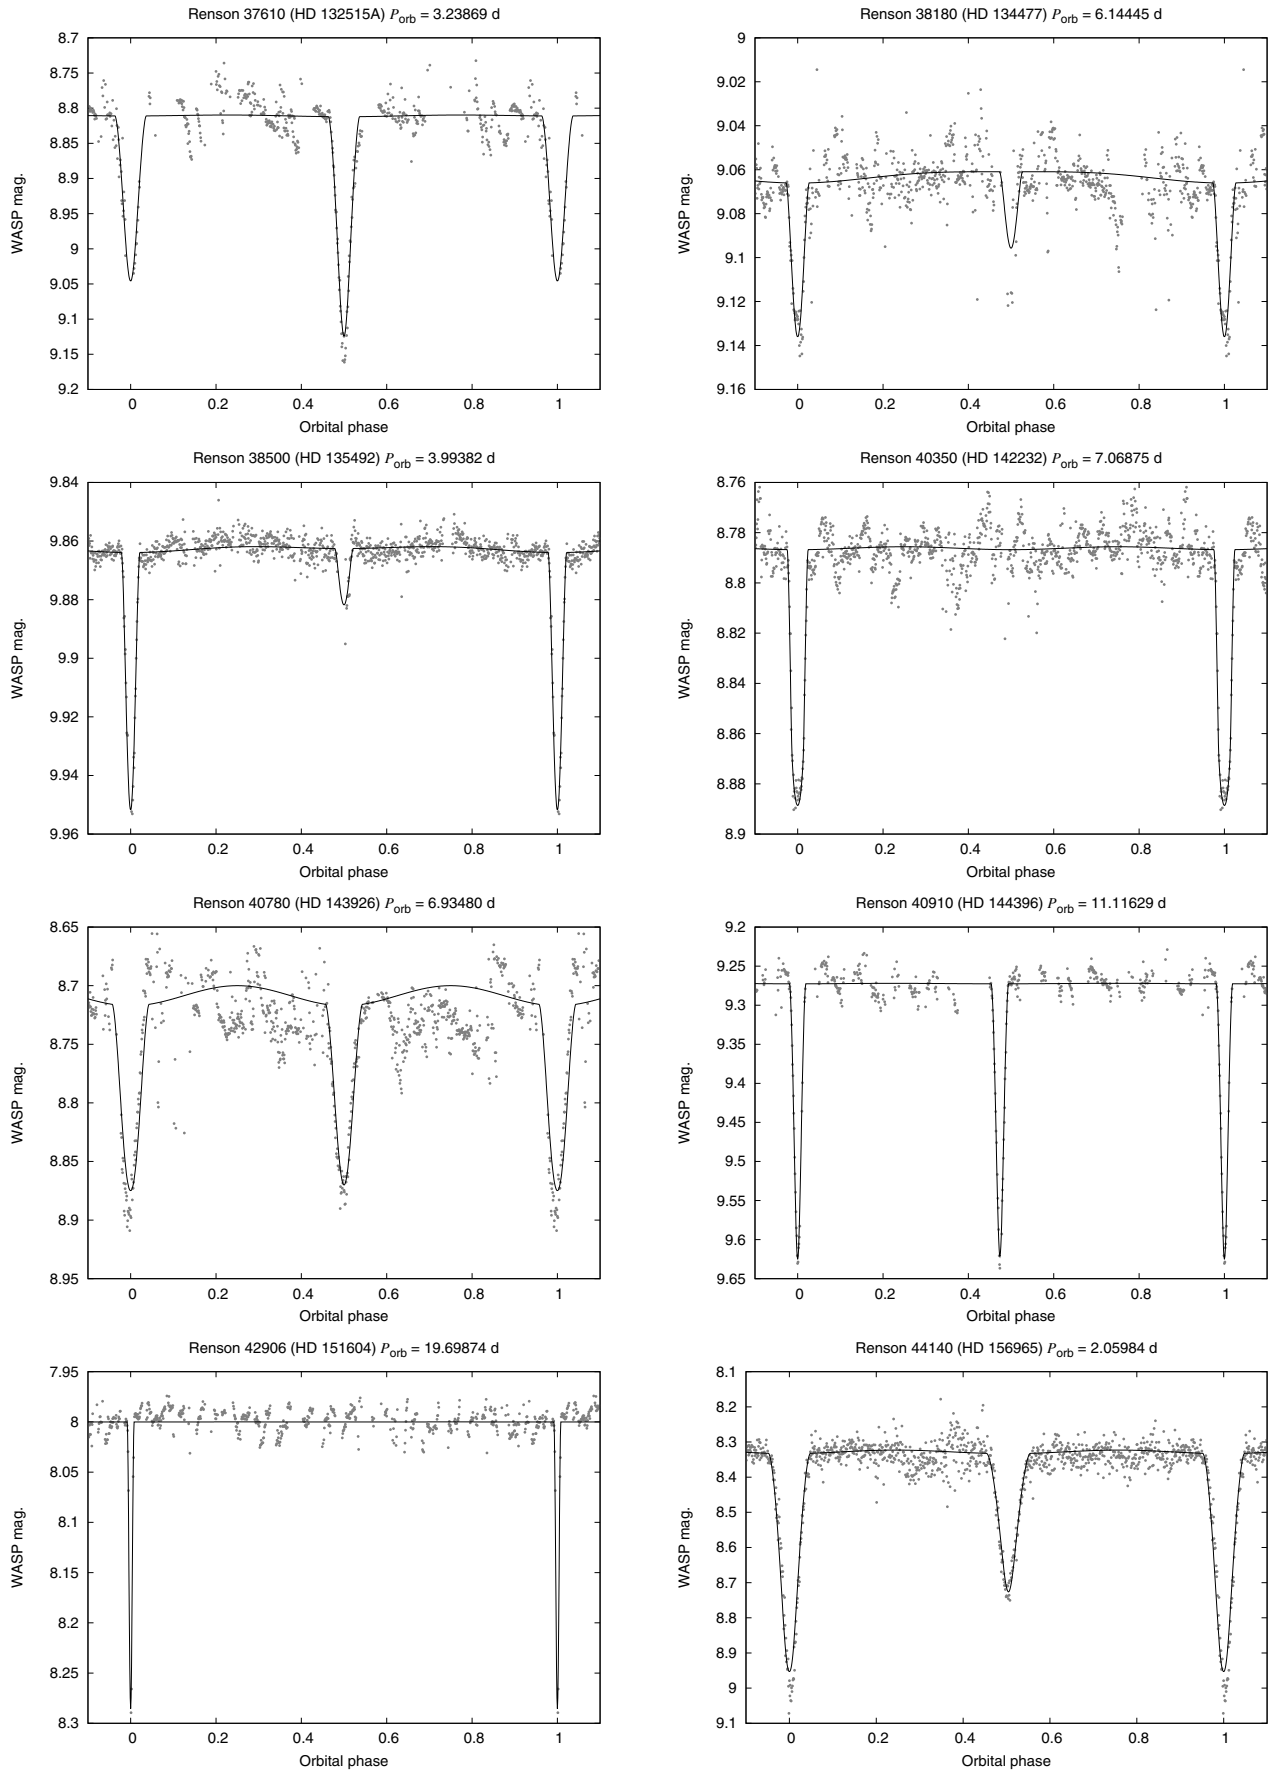 Renson 37610 (HD 132515A) Porb = 3.23869 d
8.7
8.75
8.8
8.85
8.9
8.95
9
9.05
9.1
9.15
9.2
WASP mag.
0 0.2 0.4 0.6 0.8 1
Orbital phase
Renson 38180 (HD 134477) Porb = 6.14445 d
9
9.02
9.04
9.06
9.08
9.1
9.12
9.14
9.16
WASP mag.
0 0.2 0.4 0.6 0.8 1
Orbital phase
Renson 38500 (HD 135492) Porb = 3.99382 d
9.84
9.86
9.88
9.9
9.92
9.94
9.96
WASP mag.
0 0.2 0.4 0.6 0.8 1
Orbital phase
Renson 40350 (HD 142232) Porb = 7.06875 d
8.76
8.78
8.8
8.82
8.84
8.86
8.88
8.9
WASP mag.
0 0.2 0.4 0.6 0.8 1
Orbital phase
Renson 40780 (HD 143926) Porb = 6.93480 d
8.65
8.7
8.75
8.8
8.85
8.9
8.95
WASP mag.
0 0.2 0.4 0.6 0.8 1
Orbital phase
Renson 40910 (HD 144396) Porb = 11.11629 d
9.2
9.25
9.3
9.35
9.4
9.45
9.5
9.55
9.6
9.65
WASP mag.
0 0.2 0.4 0.6 0.8 1
Orbital phase
Renson 42906 (HD 151604) Porb = 19.69874 d
7.95
8
8.05
8.1
8.15
8.2
8.25
8.3
WASP mag.
0 0.2 0.4 0.6 0.8 1
Orbital phase
Renson 44140 (HD 156965) Porb = 2.05984 d
8.1
8.2
8.3
8.4
8.5
8.6
8.7
8.8
8.9
9
9.1
WASP mag.
0 0.2 0.4 0.6 0.8 1
Orbital phase